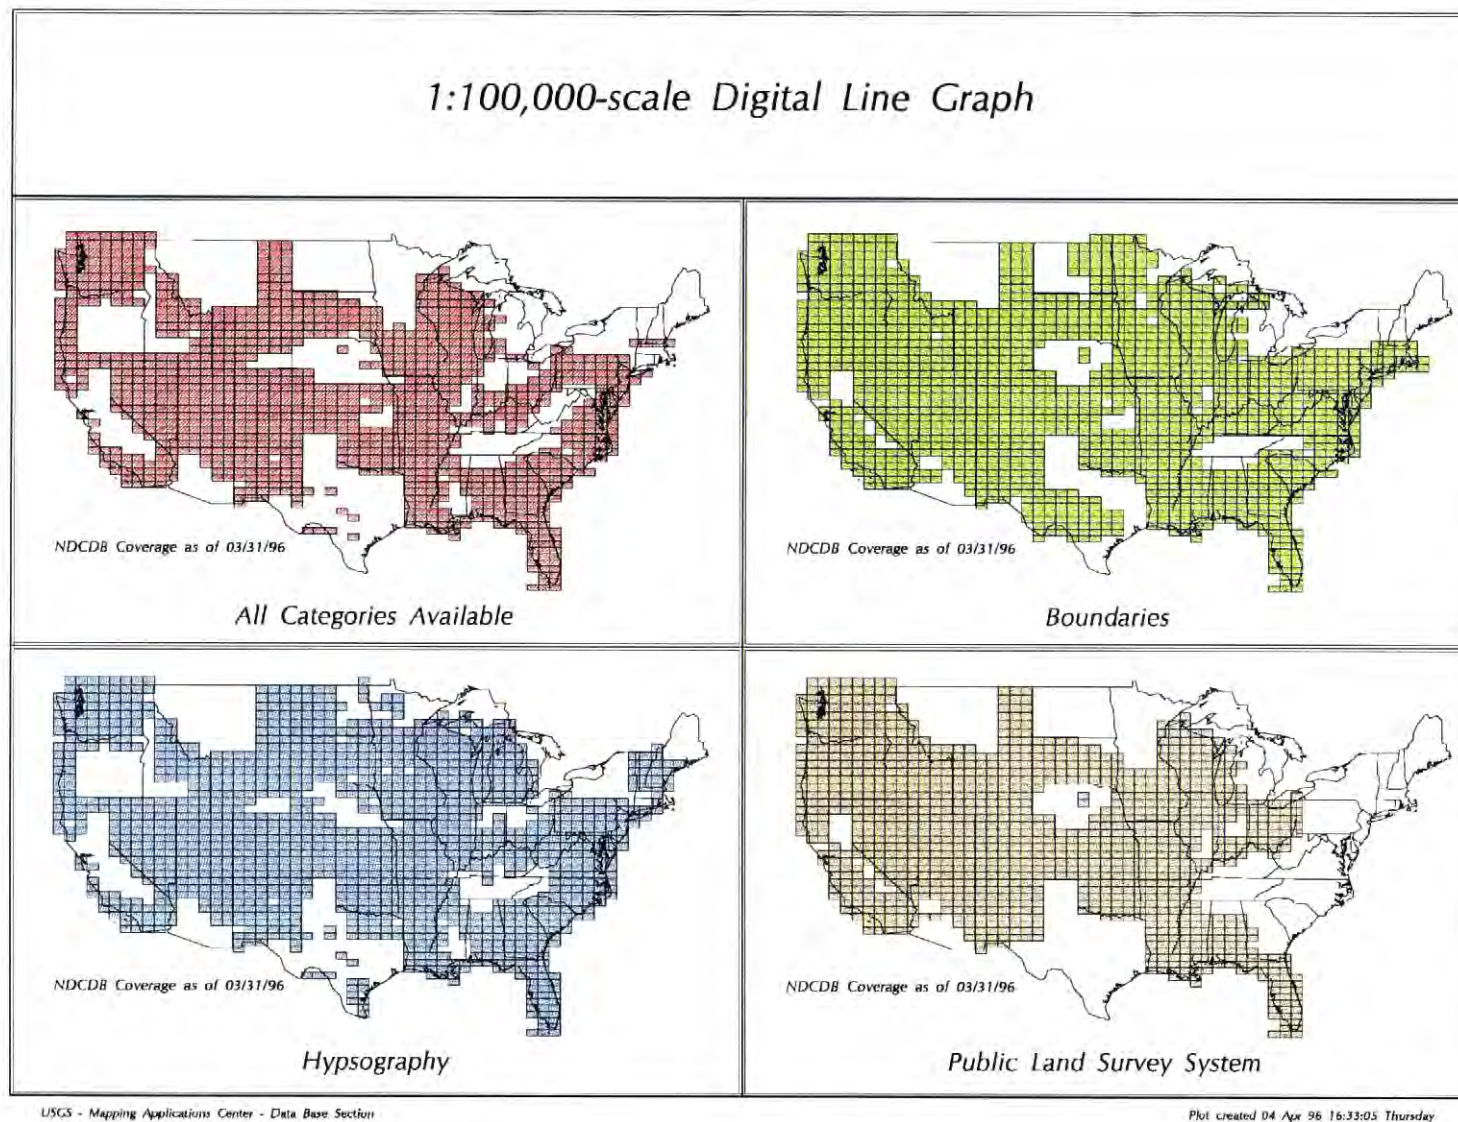 1:100,000-scale Digital Line Graph
NDCDB Coverage as of 03/31/96
All Categories Available
NDCDB Coverage as of 03/31/96
Boundaries
NDCDB Coverage as of 03/31/96
Hypsography
NDCDB Coverage as of 03/31/96
Public Land Survey System
USGS - Mapping Applications Center - Data Base Section
Plot created 04 Apr 96 16:33:05 Thursday